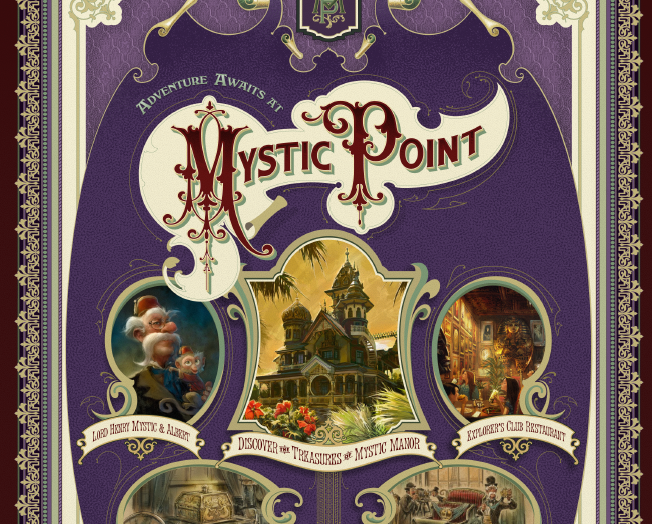 Adventure Awaits at
Mystic Point
Lord Henry Mystic & Albert
Discover the Treasures of Mystic Manor
Explorer's Club Restaurant